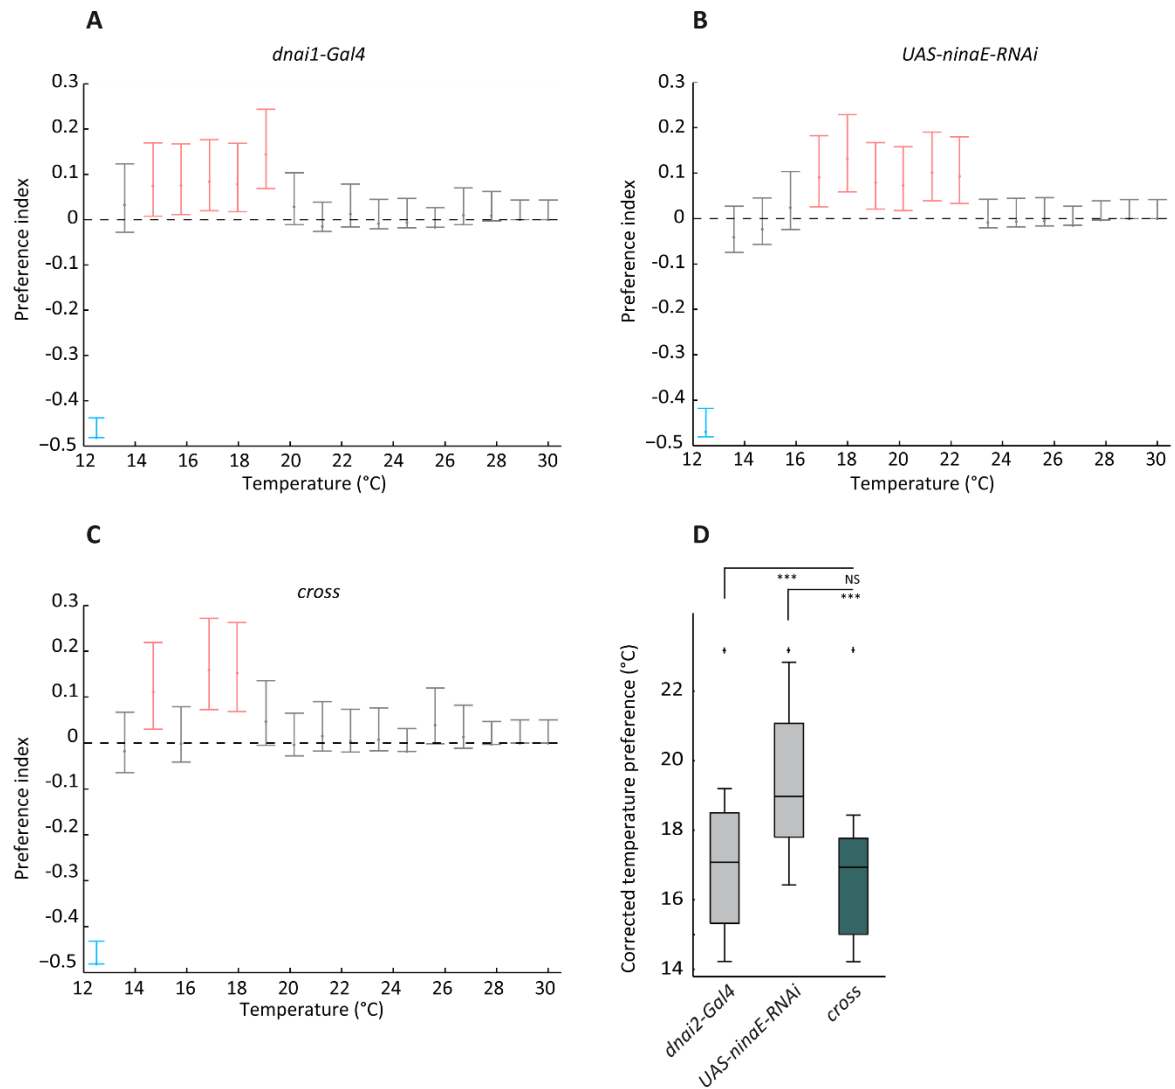 A
dnai1-Gal4
0.3
0.2
0.1
0
-0.1
-0.2
-0.3
-0.4
−0.5
Preference index
12 14 16 18 20 22 24 26 28 30
Temperature (°C)
B
UAS-ninaE-RNAi
0.3
0.2
0.1
0
-0.1
-0.2
-0.3
-0.4
-0.5
Preference index
12 14 16 18 20 22 24 26 28 30
Temperature (°C)
C
cross
0.3
0.2
0.1
0
-0.1
-0.2
-0.3
-0.4
-0.5
Preference index
12 14 16 18 20 22 24 26 28 30
Temperature (°C)
D
*** NS
***
22
20
18
16
14
Corrected temperature preference (°C)
dnai2-Gal4
UAS-ninaE-RNAi
cross